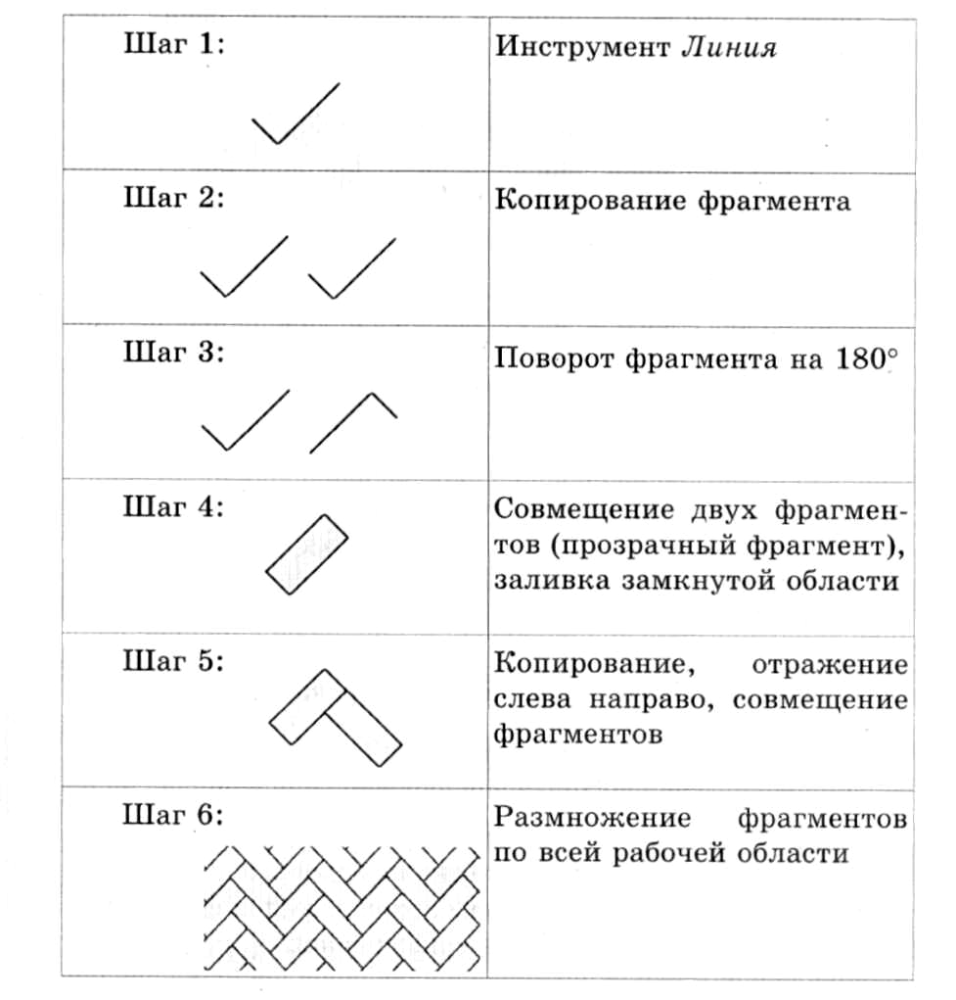 Шаг 1:
Инструмент Линия
Шаг 2:
Копирование фрагмента
Шаг 3:
Поворот фрагмента на 180°
Шаг 4:
Совмещение двух фрагмен-
тов (прозрачный фрагмент),
заливка замкнутой области
Шаг 5:
Копирование, отражение
слева направо, совмещение
фрагментов
Шаг 6:
Размножение фрагментов
по всей рабочей области